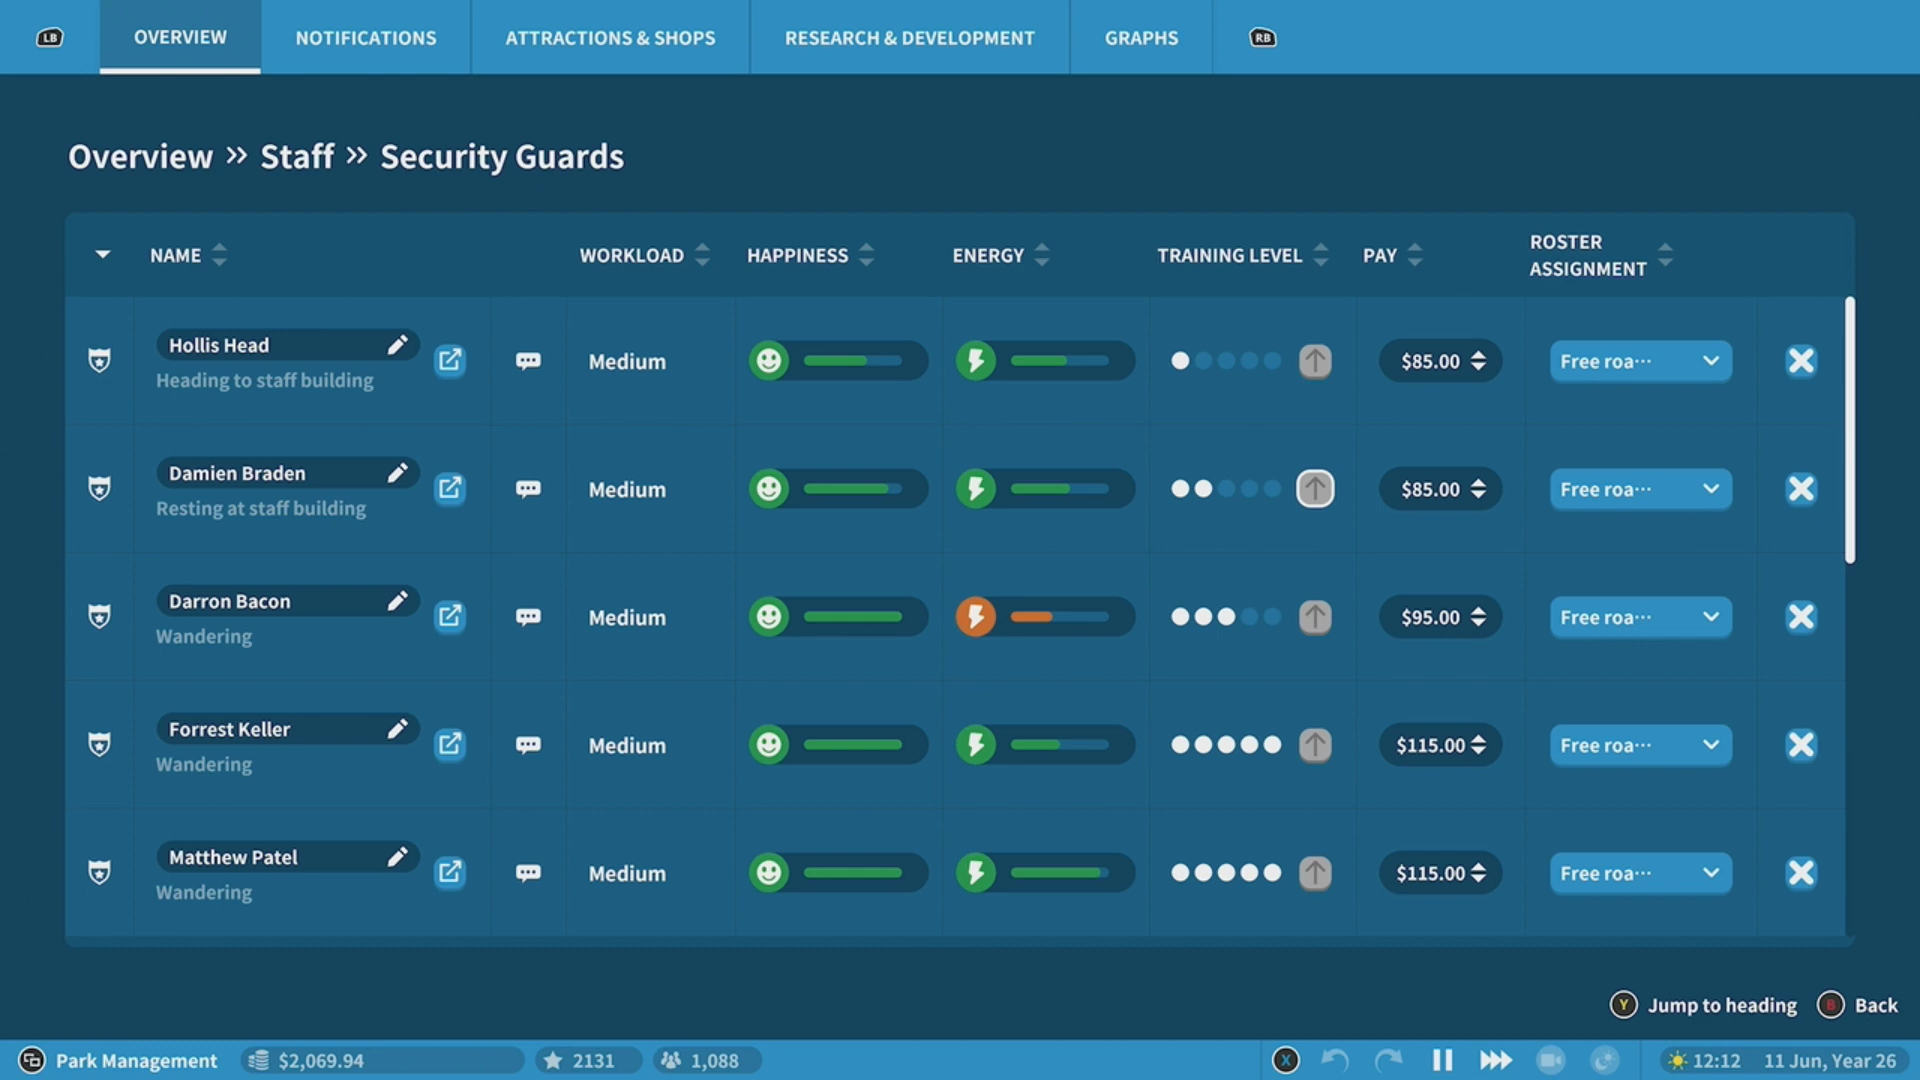 LB OVERVIEW NOTIFICATIONS ATTRACTIONS & SHOPS RESEARCH & DEVELOPMENT GRAPHS RB
Overview » Staff » Security Guards
NAME WORKLOAD HAPPINESS ENERGY TRAINING LEVEL PAY ROSTER
ASSIGNMENT
Hollis Head
Heading to staff building
Medium $85.00 Free roa···
Damien Braden
Resting at staff building
Medium $85.00 Free roa···
Darron Bacon
Wandering
Medium $95.00 Free roa···
Forrest Keller
Wandering
Medium $115.00 Free roa···
Matthew Patel
Wandering
Medium $115.00 Free roa···
Y Jump to heading B Back
Park Management $2,069.94 2131 1,088 X 12:12 11 Jun, Year 26